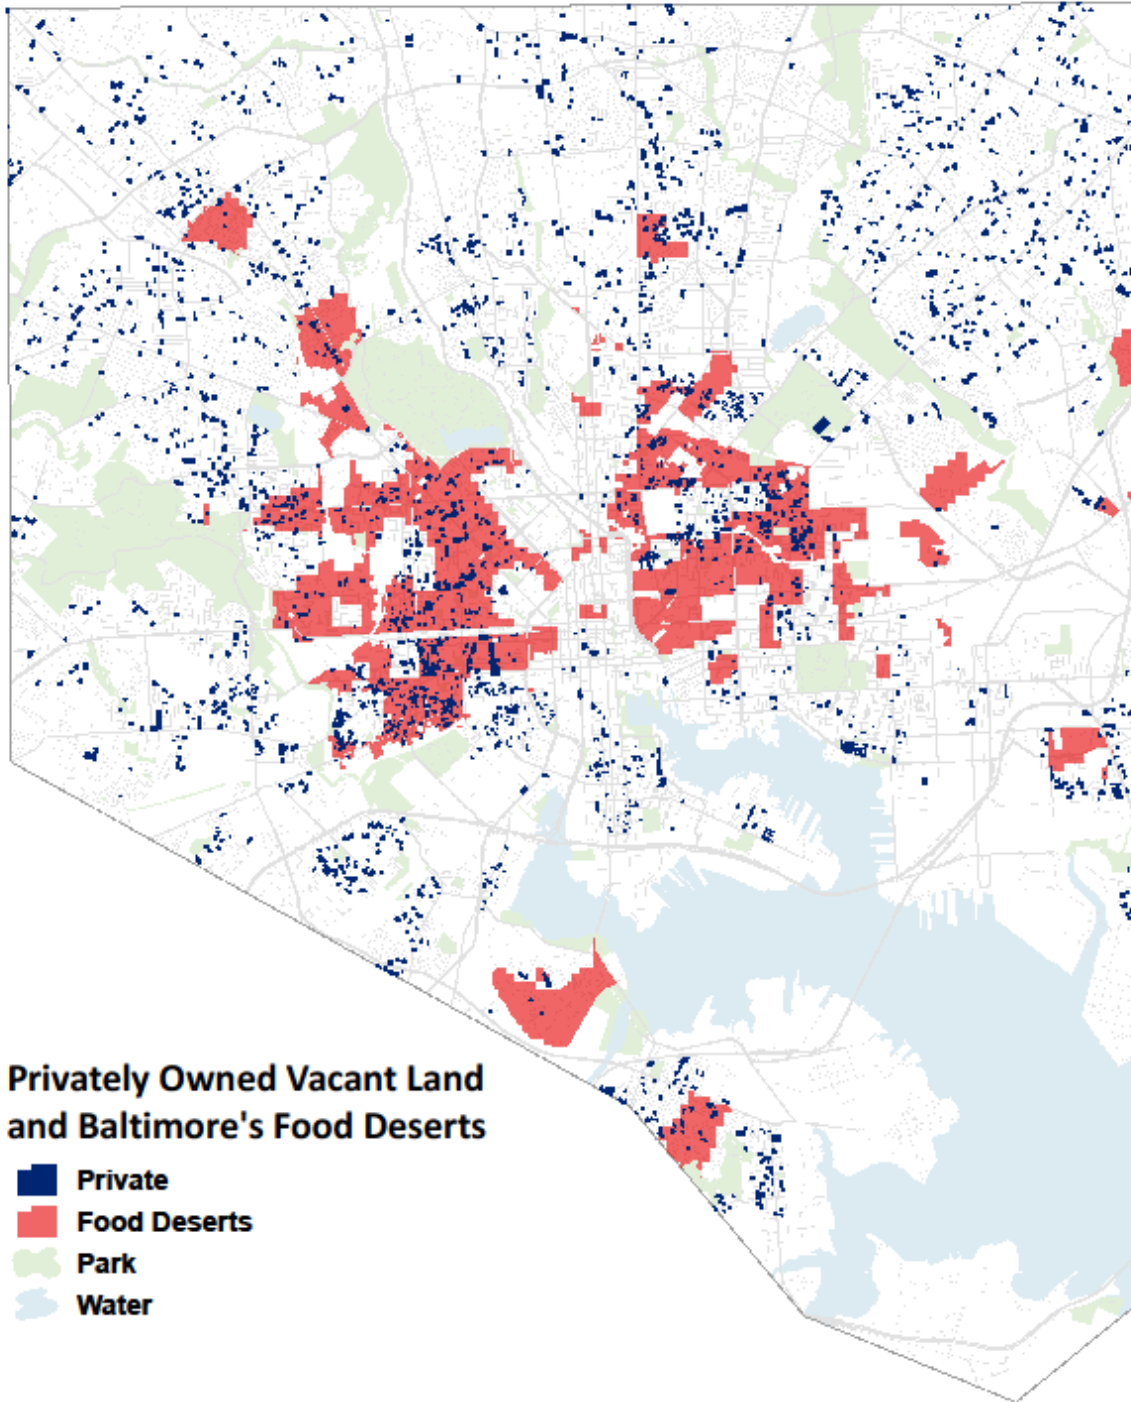 Privately Owned Vacant Land
and Baltimore's Food Deserts
Private
Food Deserts
Park
Water